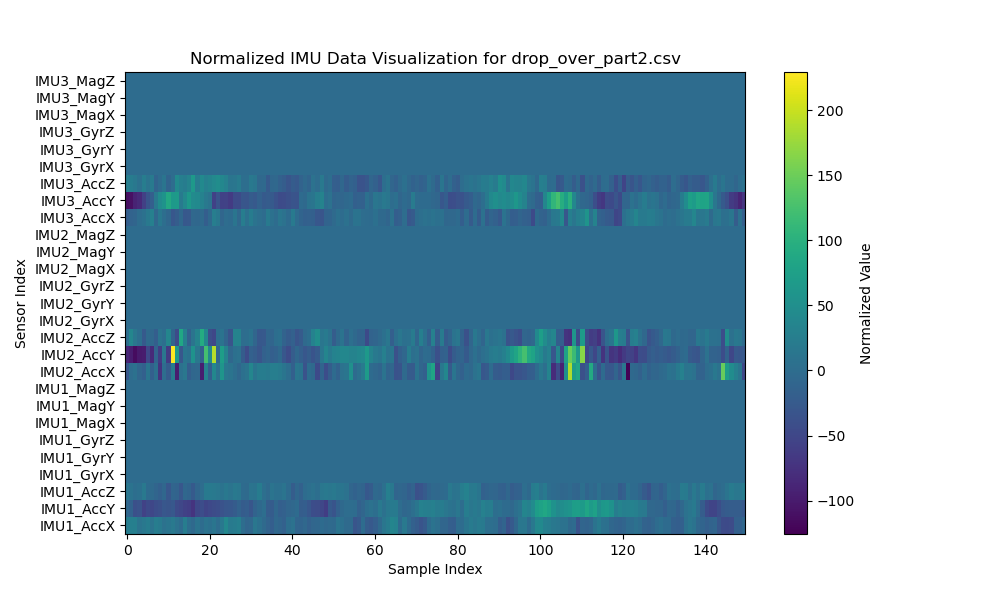 Normalized IMU Data Visualization for drop_over_part2.csv
Sensor Index
IMU3_MagZ
IMU3_MagY
IMU3_MagX
IMU3_GyrZ
IMU3_GyrY
IMU3_GyrX
IMU3_AccZ
IMU3_AccY
IMU3_AccX
IMU2_MagZ
IMU2_MagY
IMU2_MagX
IMU2_GyrZ
IMU2_GyrY
IMU2_GyrX
IMU2_AccZ
IMU2_AccY
IMU2_AccX
IMU1_MagZ
IMU1_MagY
IMU1_MagX
IMU1_GyrZ
IMU1_GyrY
IMU1_GyrX
IMU1_AccZ
IMU1_AccY
IMU1_AccX
0 20 40 60 80 100 120 140
Sample Index
200
150
100
50
0
−50
−100
Normalized Value